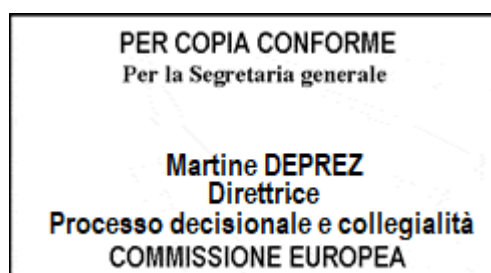 PER COPIA CONFORME
Per la Segretaria generale
Martine DEPREZ
Direttrice
Processo decisionale e collegialità
COMMISSIONE EUROPEA